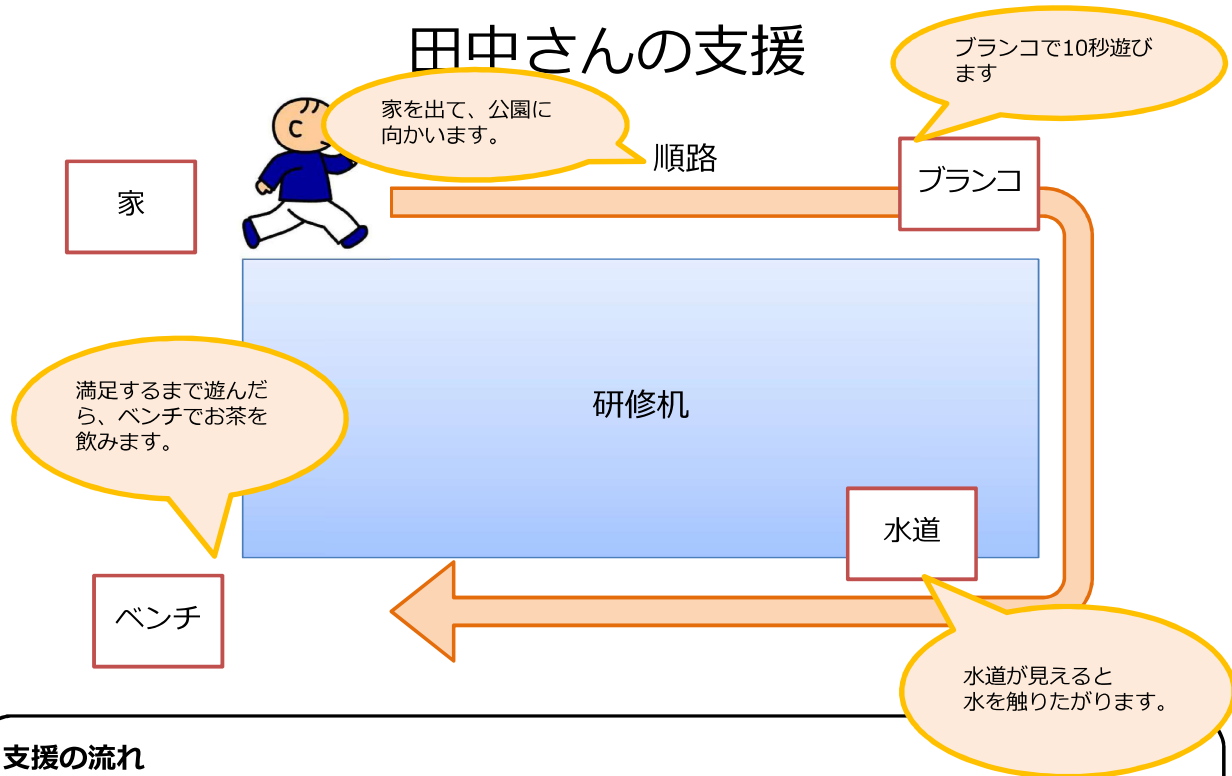 田中さんの支援
ブランコで10秒遊び
ます
家を出て、公園に
向かいます。
順路
家
ブランコ
満足するまで遊んだ
ら、ベンチでお茶を
飲みます。
研修机
水道
ベンチ
水道が見えると
水を触りたがります。
支援の流れ